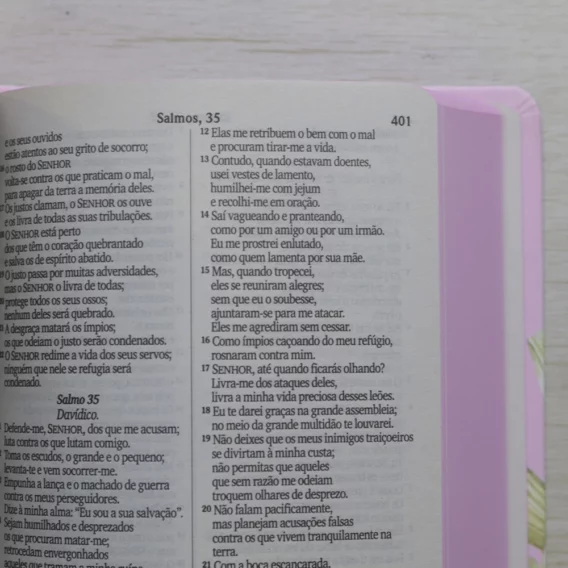 Salmos, 35
401
e os seus ouvidos
estão atentos ao seu grito de socorro;
o rosto do SENHOR
volta-se contra os que praticam o mal,
para apagar da terra a memória deles.
Os justos clamam, o SENHOR os ouve
e os livra de todas as suas tribulações.
O SENHOR está perto
dos que têm o coração quebrantado
e salva os de espírito abatido.
O justo passa por muitas adversidades,
mas o SENHOR o livra de todas;
protege todos os seus ossos;
nenhum deles será quebrado.
A desgraça matará os ímpios;
os que odeiam o justo serão condenados.
O SENHOR redime a vida dos seus servos;
ninguém que nele se refugia será
condenado.
Salmo 35
Davídico.
Defende-me, SENHOR, dos que me acusam;
luta contra os que lutam comigo.
Toma os escudos, o grande e o pequeno;
levanta-te e vem socorrer-me.
Empunha a lança e o machado de guerra
contra os meus perseguidores.
Dize à minha alma: “Eu sou a sua salvação”.
Sejam humilhados e desprezados
os que procuram matar-me;
retrocedam envergonhados
aqueles que tramam a minha ruína
12 Elas me retribuem o bem com o mal
e procuram tirar-me a vida.
13 Contudo, quando estavam doentes,
usei vestes de lamento,
humilhei-me com jejum
e recolhi-me em oração.
14 Saí vagueando e pranteando,
como por um amigo ou por um irmão.
Eu me prostrei enlutado,
como quem lamenta por sua mãe.
15 Mas, quando tropecei,
eles se reuniram alegres;
sem que eu o soubesse,
ajuntaram-se para me atacar.
Eles me agrediram sem cessar.
16 Como ímpios caçoando do meu refúgio,
rosnaram contra mim.
17 SENHOR, até quando ficarás olhando?
Livra-me dos ataques deles,
livra a minha vida preciosa desses leões.
18 Eu te darei graças na grande assembleia;
no meio da grande multidão te louvarei.
19 Não deixes que os meus inimigos traiçoeiros
se divirtam à minha custa;
não permitas que aqueles
que sem razão me odeiam
troquem olhares de desprezo.
20 Não falam pacificamente,
mas planejam acusações falsas
contra os que vivem tranquilamente na
terra.
21 Com a boca escancarada,